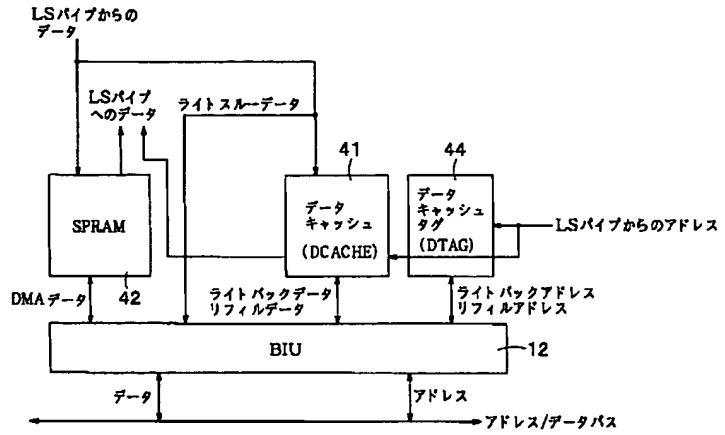 LSパイプからの
データ
LSパイプ
へのデータ
ライトスルーデータ
41
44
SPRAM
データ
キャッシュ
(DCACHE)
データ
キャッシュ
タグ
(DTAG)
LSパイプからのアドレス
42
DMAデータ
ライトバックデータ
リフィルデータ
ライトバックアドレス
リフィルアドレス
BIU
12
データ
アドレス
アドレス/データバス